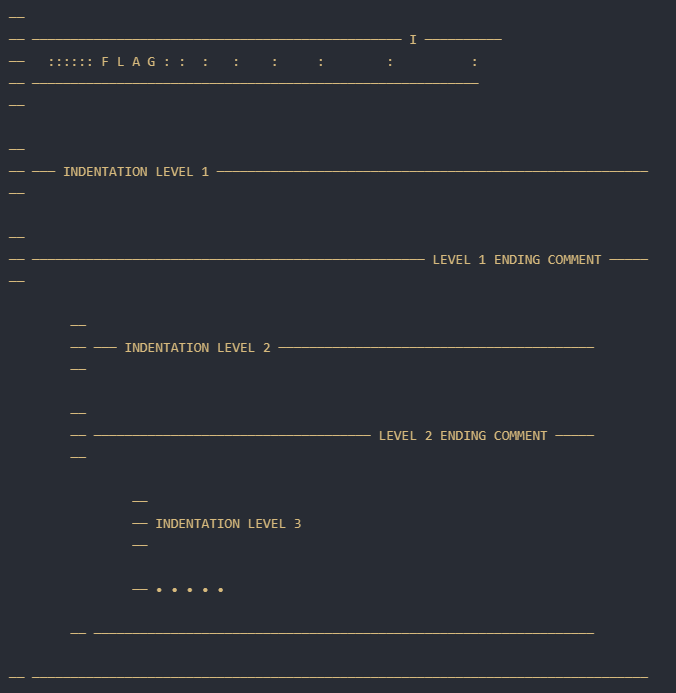 ──
── ──────────────────────────────────────────────── I ──────────
──   :::::: F L A G : :  :   :    :     :        :          :
── ──────────────────────────────────────────────────────────
──
──
── ─── INDENTATION LEVEL 1 ────────────────────────────────────────────────────────
──
──
── ─────────────────────────────────────────────────── LEVEL 1 ENDING COMMENT ─────
──
        ──
        ── ─── INDENTATION LEVEL 2 ─────────────────────────────────────────
        ──
        ──
        ── ──────────────────────────────────── LEVEL 2 ENDING COMMENT ─────
        ──
                ──
                ── INDENTATION LEVEL 3
                ──
                ── • • • • •
        ── ─────────────────────────────────────────────────────────────────
── ────────────────────────────────────────────────────────────────────────────────